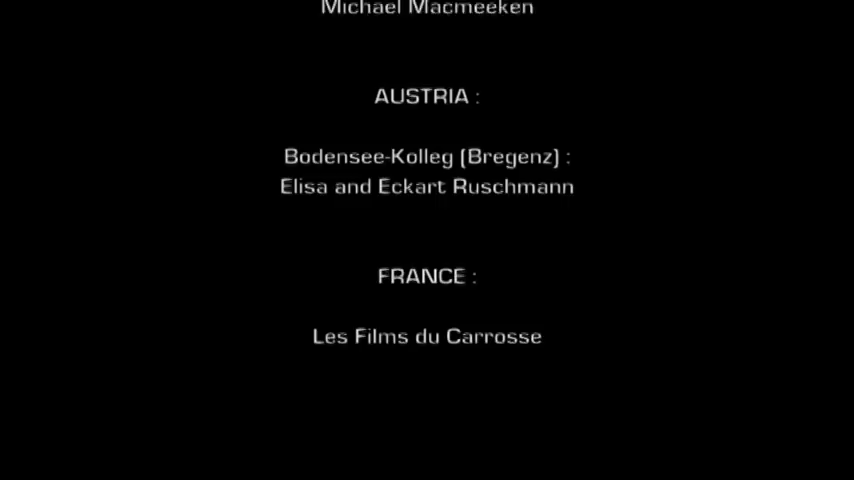 Michael Macmeeken
AUSTRIA :
Bodensee-Kolleg (Bregenz) :
Elisa and Eckart Ruschmann
FRANCE :
Les Films du Carrosse